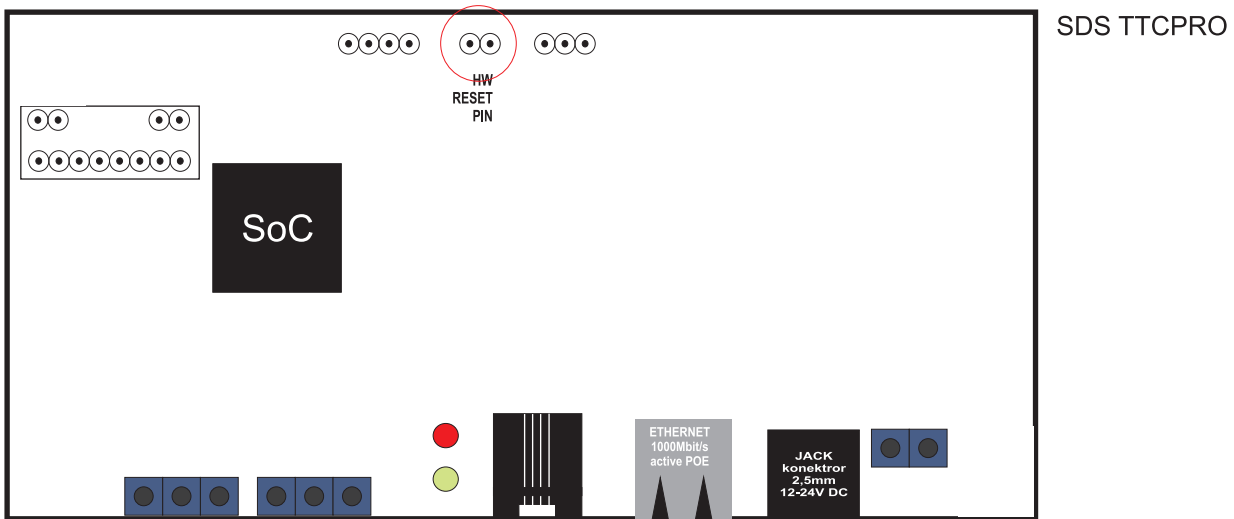 SDS TTCPRO
HW
RESET
PIN
SoC
ETHERNET
1000Mbit/s
active POE
JACK
konektror
2,5mm
12-24V DC